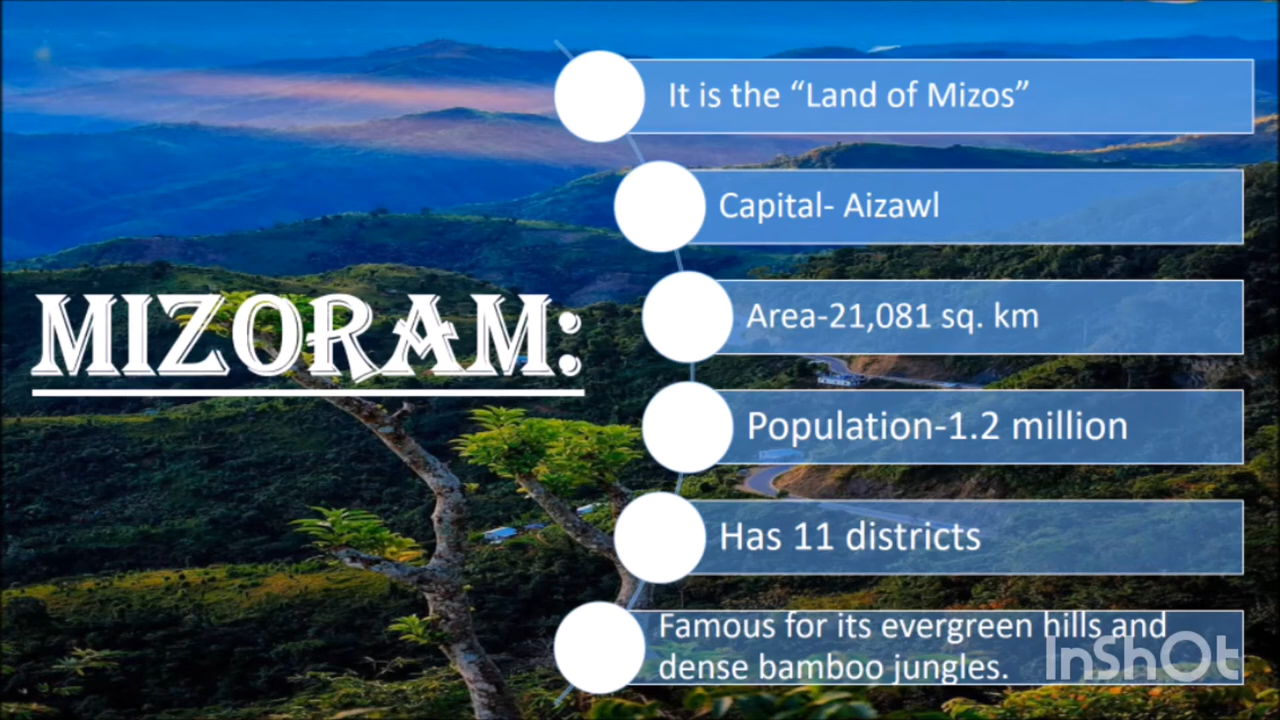 MIZORAM:
It is the “Land of Mizos”
Capital- Aizawl
Area-21,081 sq. km
Population-1.2 million
Has 11 districts
Famous for its evergreen hills and
dense bamboo jungles.
InShOt